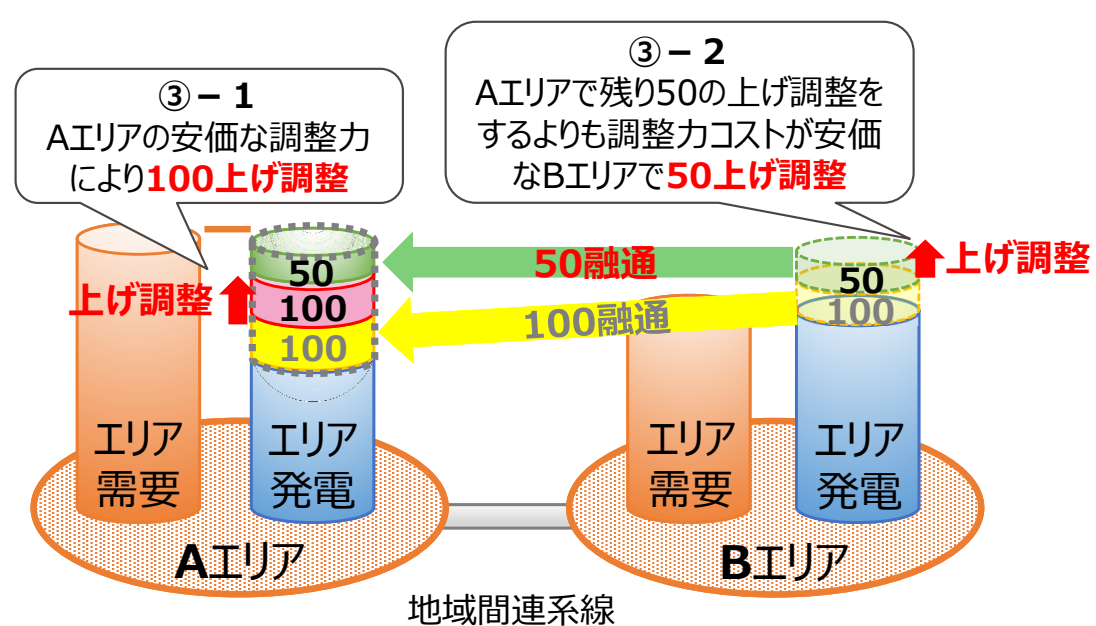 ③－1
Aエリアの安価な調整力
により100上げ調整
③－2
Aエリアで残り50の上げ調整を
するよりも調整力コストが安価
なBエリアで50上げ調整
上げ調整
50
100
100
50融通
100融通
50
100
上げ調整
エリア
需要
エリア
発電
エリア
需要
エリア
発電
Aエリア
Bエリア
地域間連系線